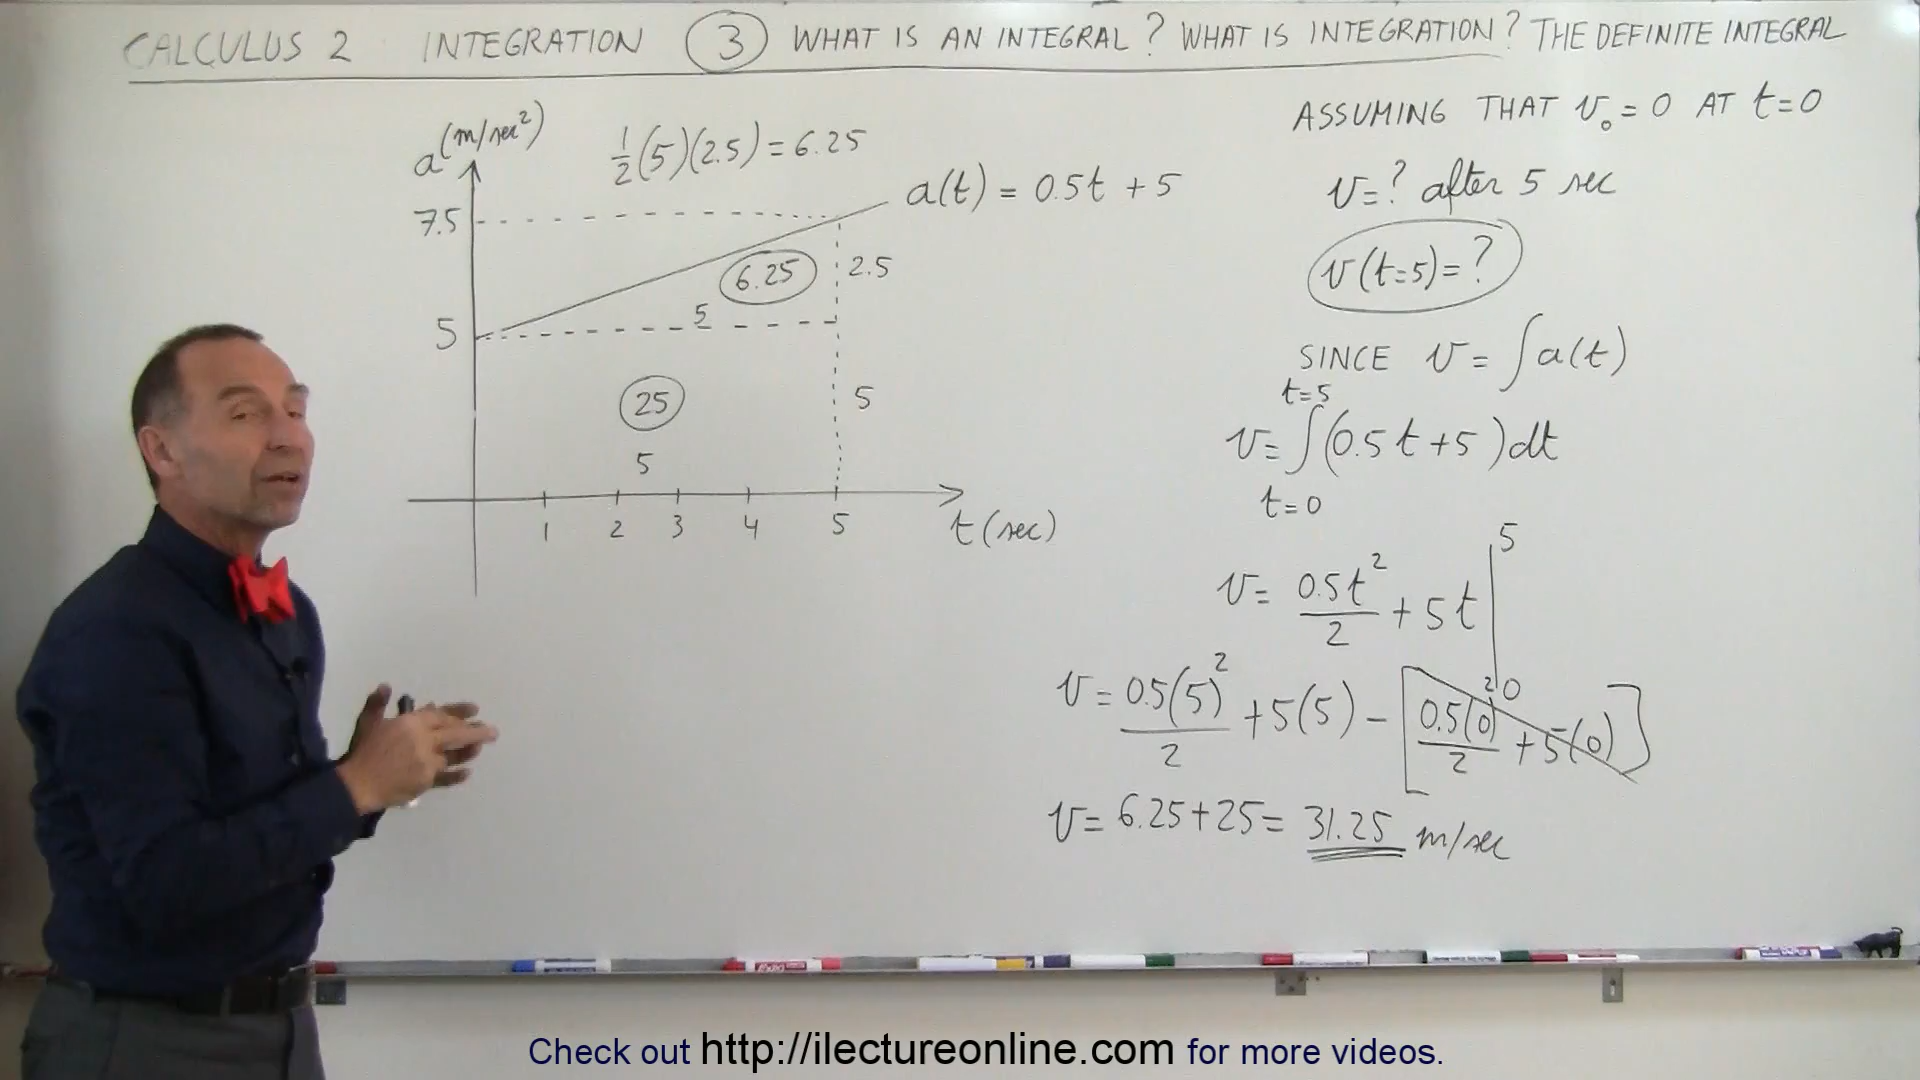 CALCULUS 2 INTEGRATION 3 WHAT IS AN INTEGRAL? WHAT IS INTEGRATION? THE DEFINITE INTEGRAL
a (m/sec²)
½(5)(2.5) = 6.25
a(t) = 0.5t + 5
7.5
6.25
2.5
5
5
25
5
5
1 2 3 4 5 t (sec)
ASSUMING THAT v₀ = 0 AT t = 0
v = ? after 5 sec
v(t=5) = ?
SINCE v = ∫a(t)
t=5
v = ∫(0.5t + 5)dt
t=0
v = 0.5t²/2 + 5t |₀⁵
v = 0.5(5)²/2 + 5(5) - [0.5(0)²/2 + 5(0)]
v = 6.25 + 25 = 31.25 m/sec
Check out http://ilectureonline.com for more videos.